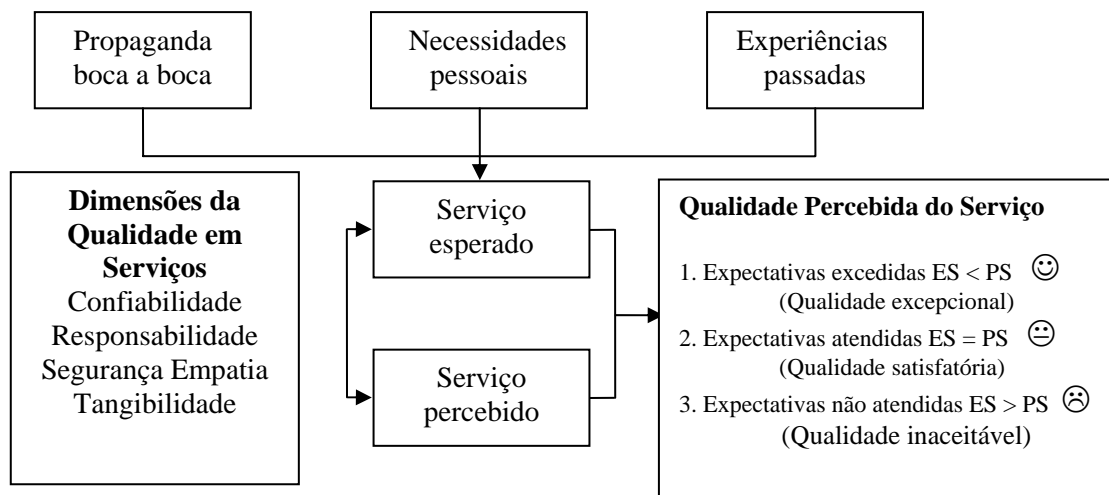 Propaganda
boca a boca
Necessidades
pessoais
Experiências
passadas
Dimensões da
Qualidade em
Serviços
Confiabilidade
Responsabilidade
Segurança Empatia
Tangibilidade
Serviço
esperado
Serviço
percebido
Qualidade Percebida do Serviço
1. Expectativas excedidas ES < PS ☺
(Qualidade excepcional)
2. Expectativas atendidas ES = PS 😐
(Qualidade satisfatória)
3. Expectativas não atendidas ES > PS ☹
(Qualidade inaceitável)